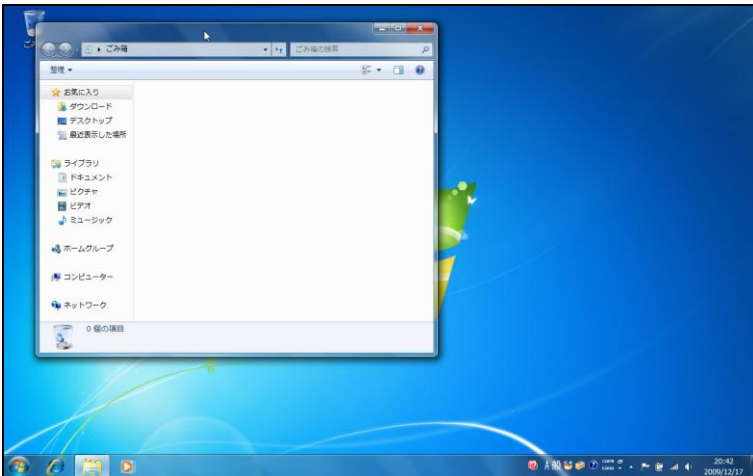 ごみ箱
ごみ箱の検索
整理
お気に入り
ダウンロード
デスクトップ
最近表示した場所
ライブラリ
ドキュメント
ピクチャ
ビデオ
ミュージック
ホームグループ
コンピューター
ネットワーク
0 個の項目
A 般
CAPS
KANA
20:42
2009/12/17